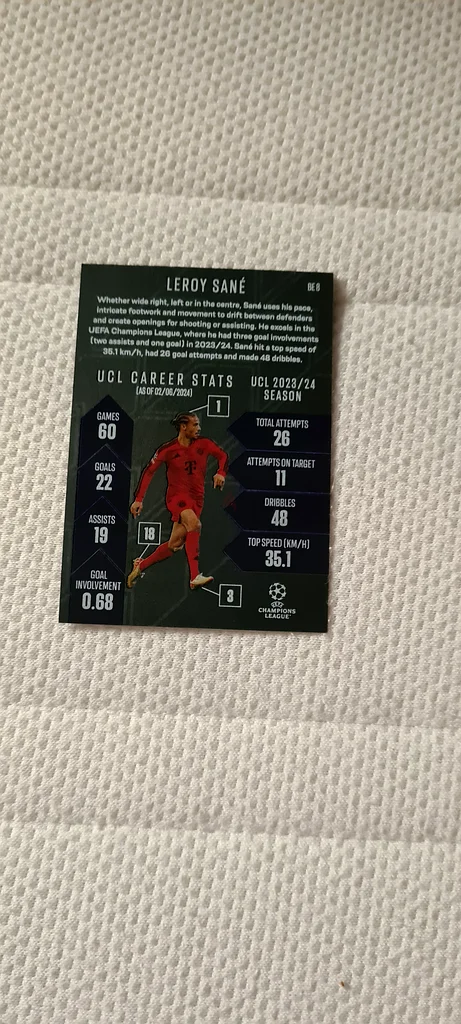 LEROY SANÉ
BE 8
Whether wide right, left or in the centre, Sané uses his pace,
intricate footwork and movement to drift between defenders
and create openings for shooting or assisting. He excels in the
UEFA Champions League, where he had three goal involvements
(two assists and one goal) in 2023/24. Sané hit a top speed of
35.1 km/h, had 26 goal attempts and made 48 dribbles.
UCL CAREER STATS
(AS OF 02/06/2024)
GAMES
60
GOALS
22
ASSISTS
19
GOAL
INVOLVEMENT
0.68
1
18
3
T
UCL 2023/24
SEASON
TOTAL ATTEMPTS
26
ATTEMPTS ON TARGET
11
DRIBBLES
48
TOP SPEED (KM/H)
35.1
UEFA
CHAMPIONS
LEAGUE